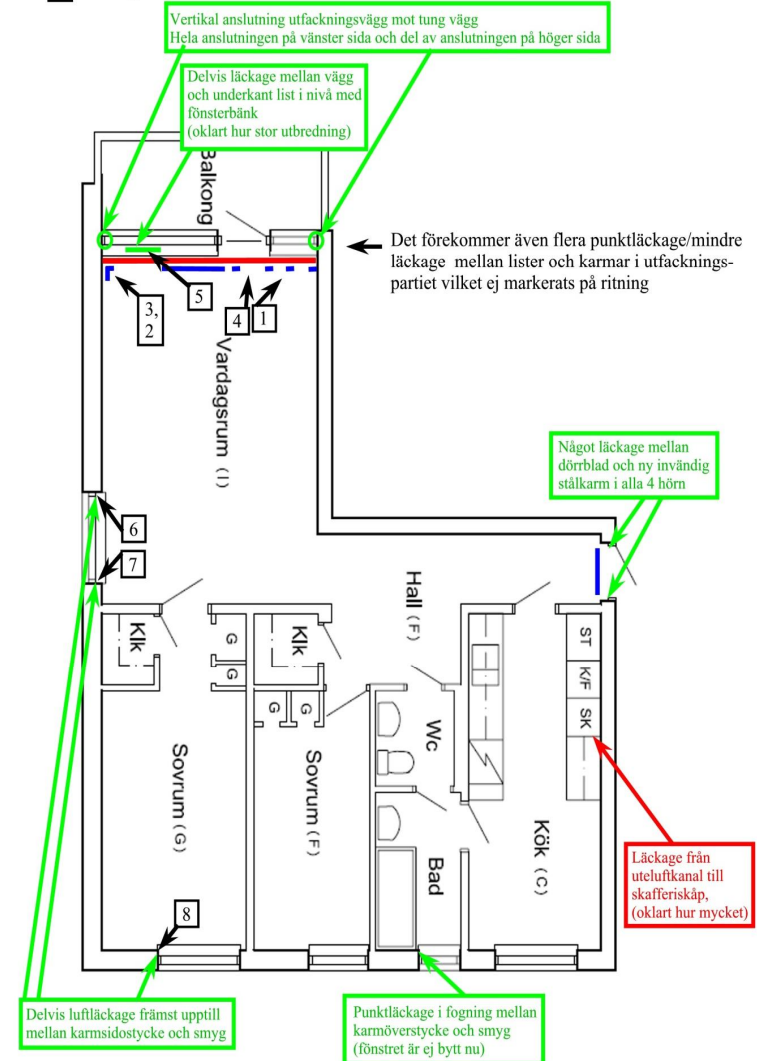 Vertikal anslutning utfackningsvägg mot tung vägg
Hela anslutningen på vänster sida och del av anslutningen på höger sida
Delvis läckage mellan vägg
och underkant list i nivå med
fönsterbänk
(oklart hur stor utbredning)
Balkong
Det förekommer även flera punktläckage/mindre
läckage mellan lister och karmar i utfacknings-
partiet vilket ej markerats på ritning
5
3,
2
4
1
Vardagsrum (I)
Något läckage mellan
dörrblad och ny invändig
stålkarm i alla 4 hörn
6
7
Hall (F)
Klk
G
G
Klk
G
G
ST
K/F
SK
Wc
Sovrum (G)
Sovrum (F)
Bad
Kök (C)
Läckage från
uteluftkanal till
skafferiskåp,
(oklart hur mycket)
8
Delvis luftläckage främst upptill
mellan karmsidostycke och smyg
Punktläckage i fogning mellan
karmöverstycke och smyg
(fönstret är ej bytt nu)